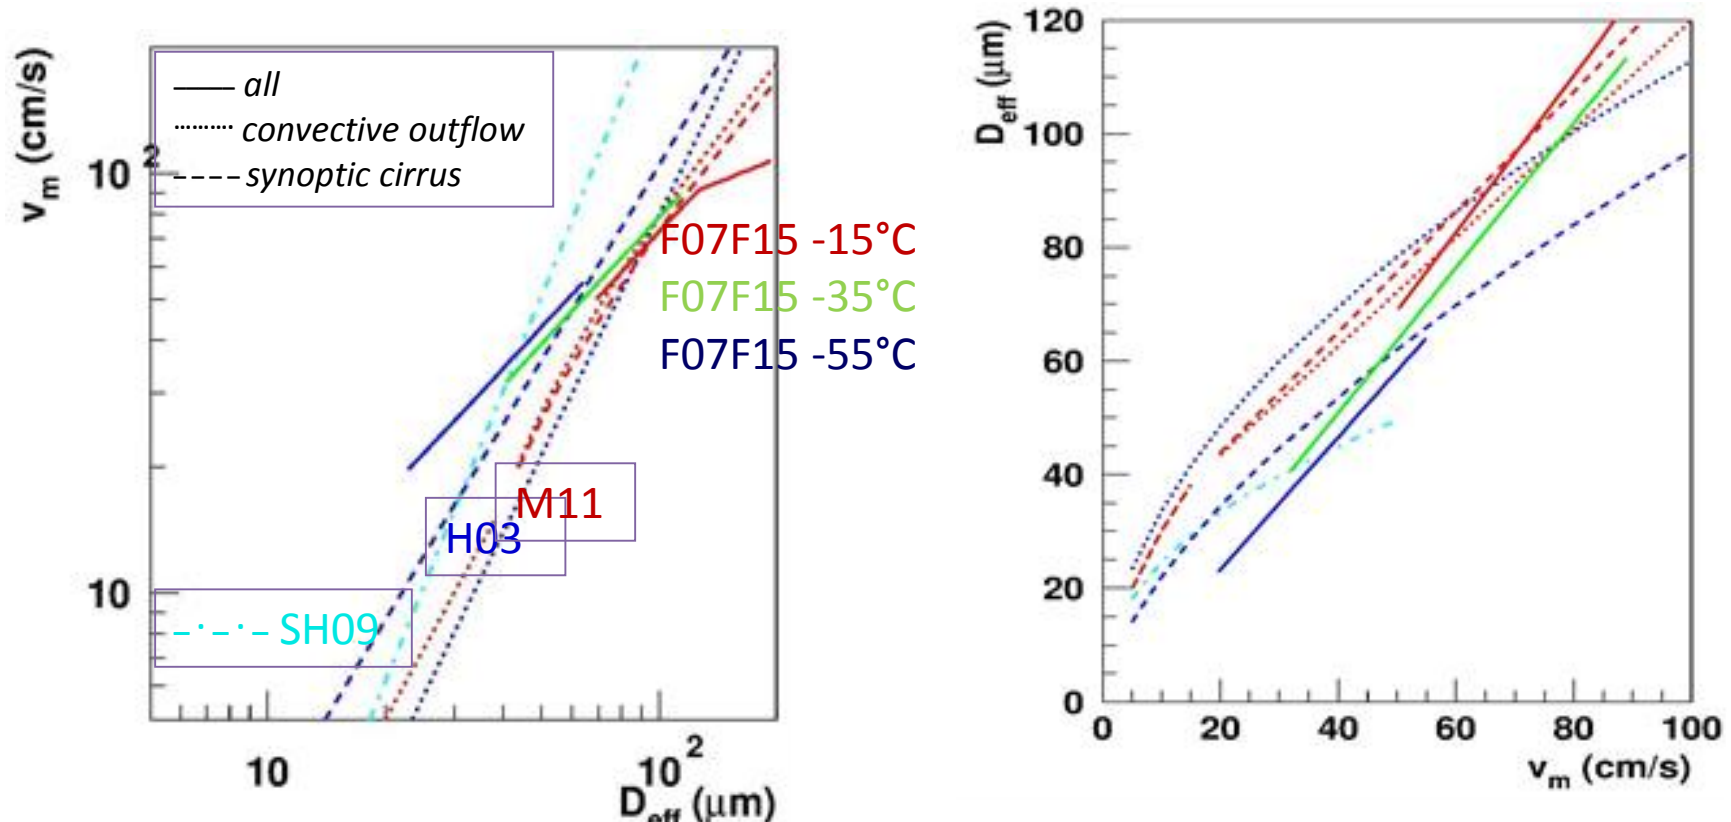 v_m (cm/s)
all
convective outflow
synoptic cirrus
10^2
10
F07F15 -15°C
F07F15 -35°C
F07F15 -55°C
M11
H03
SH09
10
10^2
D_eff (μm)
D_eff (μm)
120
100
80
60
40
20
0
0 20 40 60 80 100
v_m (cm/s)